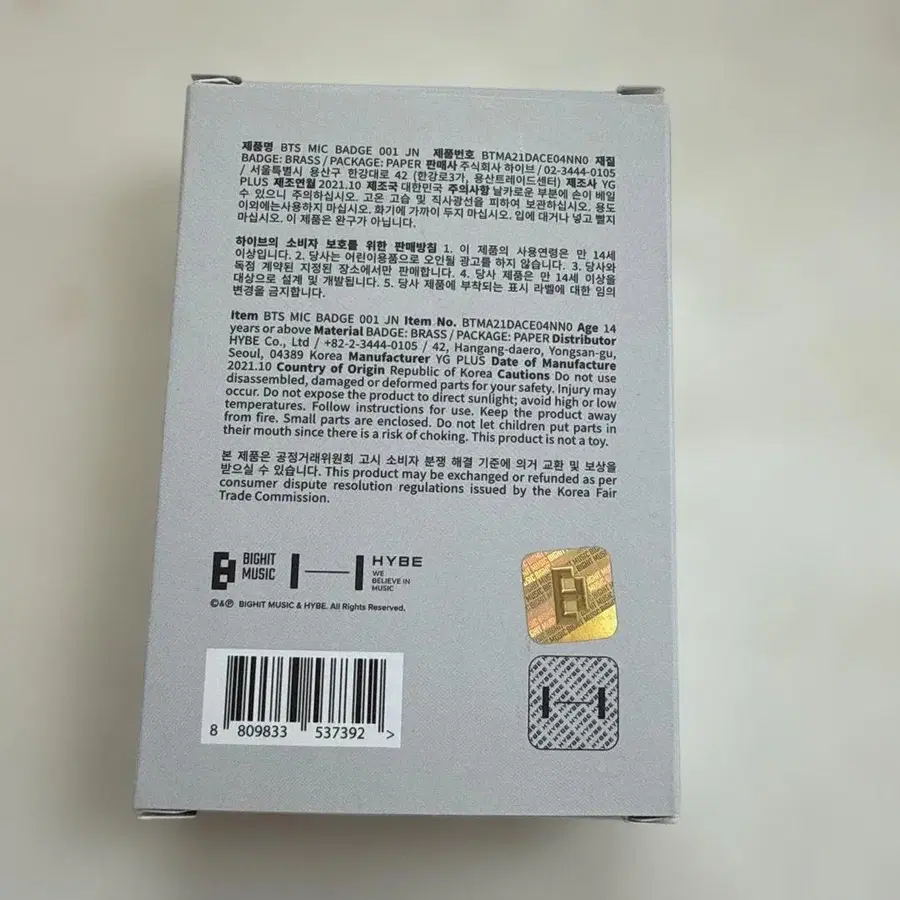 제품명 BTS MIC BADGE 001 JN 제품번호 BTMA21DACE04NN0 재질
BADGE: BRASS / PACKAGE: PAPER 판매사 주식회사 하이브 / 02-3444-0105
/ 서울특별시 용산구 한강대로 42 (한강로3가, 용산트레이드센터) 제조사 YG
PLUS 제조연월 2021.10 제조국 대한민국 주의사항 날카로운 부분에 손이 베일
수 있으니 주의하십시오. 고온 고습 및 직사광선을 피하여 보관하십시오. 용도
이외에는사용하지 마십시오. 화기에 가까이 두지 마십시오. 입에 대거나 넣고 빨지
마십시오. 이 제품은 완구가 아닙니다.
하이브의 소비자 보호를 위한 판매방침 1. 이 제품의 사용연령은 만 14세
이상입니다. 2. 당사는 어린이용품으로 오인될 광고를 하지 않습니다. 3. 당사와
독점 계약된 지정된 장소에서만 판매합니다. 4. 당사 제품은 만 14세 이상을
대상으로 설계 및 개발됩니다. 5. 당사 제품에 부착되는 표시 라벨에 대한 임의
변경을 금지합니다.
Item BTS MIC BADGE 001 JN Item No. BTMA21DACE04NN0 Age 14
years or above Material BADGE: BRASS / PACKAGE: PAPER Distributor
HYBE Co., Ltd / +82-2-3444-0105 / 42, Hangang-daero, Yongsan-gu,
Seoul, 04389 Korea Manufacturer YG PLUS Date of Manufacture
2021.10 Country of Origin Republic of Korea Cautions Do not use
disassembled, damaged or deformed parts for your safety. Injury may
occur. Do not expose the product to direct sunlight; avoid high or low
temperatures. Follow instructions for use. Keep the product away
from fire. Small parts are enclosed. Do not let children put parts in
their mouth since there is a risk of choking. This product is not a toy.
본 제품은 공정거래위원회 고시 소비자 분쟁 해결 기준에 의거 교환 및 보상을
받으실 수 있습니다. This product may be exchanged or refunded as per
consumer dispute resolution regulations issued by the Korea Fair
Trade Commission.
BIGHIT
MUSIC
HYBE
WE
BELIEVE IN
MUSIC
©&℗ BIGHIT MUSIC & HYBE. All Rights Reserved.
8 809833 537392 >
BIGHIT MUSIC
HYBE